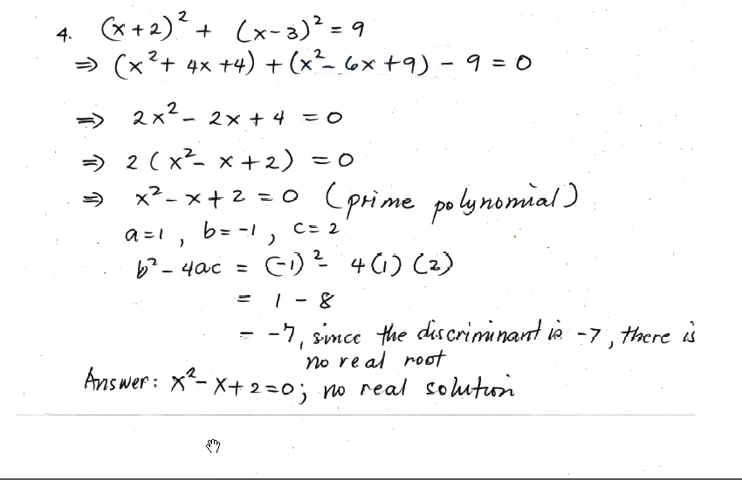 4. (x+2)² + (x-3)² = 9
⇒ (x²+ 4x +4) + (x²- 6x +9) - 9 = 0
⇒ 2x² - 2x + 4 = 0
⇒ 2 (x²- x +2) = 0
⇒ x² - x + 2 = 0 (prime polynomial)
a=1, b= -1, c= 2
b² - 4ac = (-1)² - 4(1)(2)
= 1 - 8
= -7, since the discriminant is -7, there is
no real root
Answer: x²- x + 2 = 0; no real solution